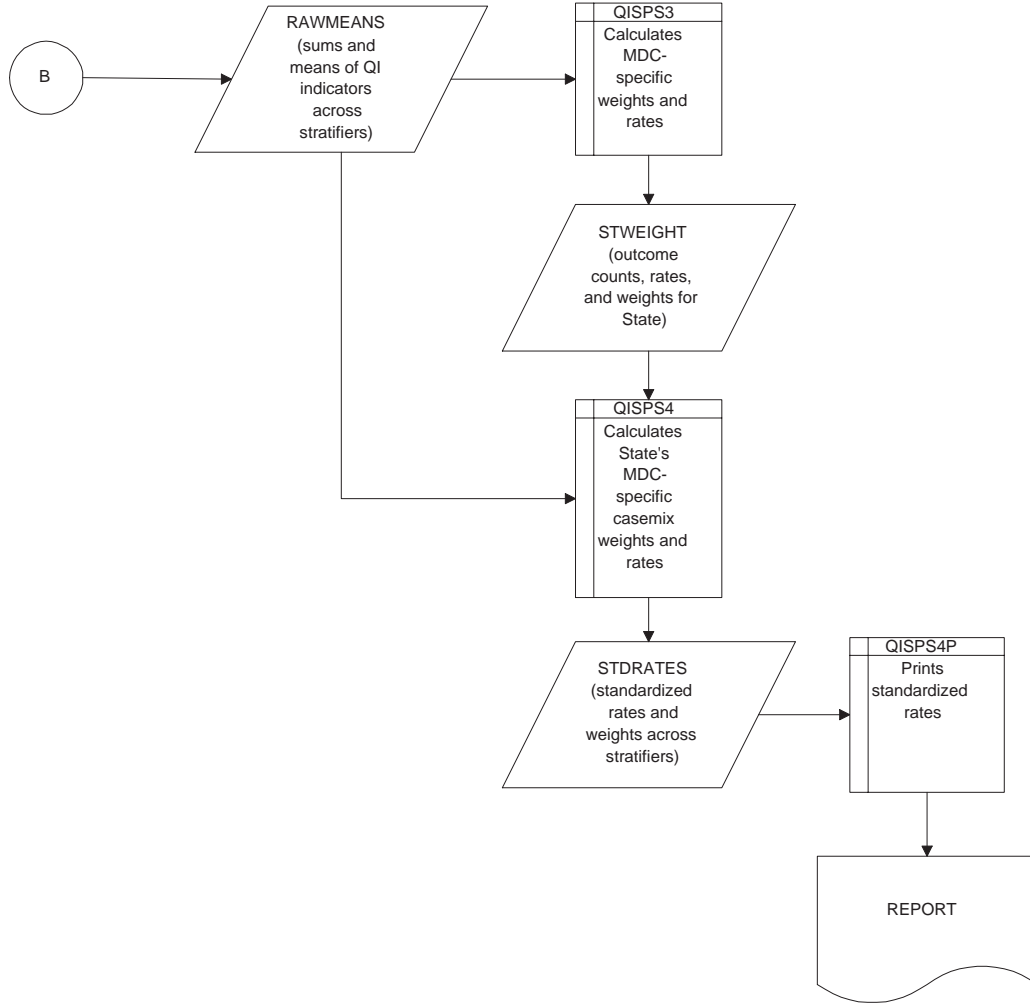 B
RAWMEANS
(sums and
means of QI
indicators
across
stratifiers)
QISPS3
Calculates
MDC-
specific
weights and
rates
STWEIGHT
(outcome
counts, rates,
and weights for
State)
QISPS4
Calculates
State's
MDC-
specific
casemix
weights and
rates
STDRATES
(standardized
rates and
weights across
stratifiers)
QISPS4P
Prints
standardized
rates
REPORT